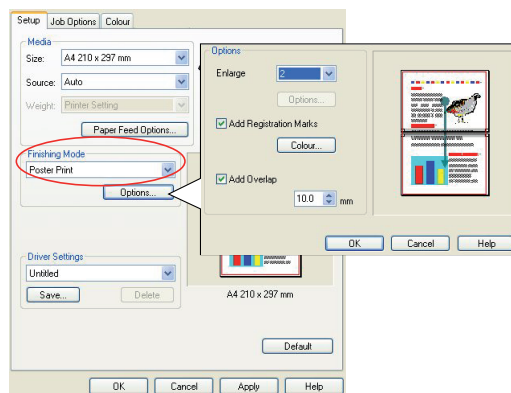 Setup
Job Options
Colour
Media
Size:
A4 210 x 297 mm
Source:
Auto
Weight:
Printer Setting
Paper Feed Options...
Finishing Mode
Poster Print
Options...
Driver Settings
Untitled
Save...
Delete
A4 210 x 297 mm
Default
OK
Cancel
Apply
Help
Options
Enlarge
2
Options...
Add Registration Marks
Colour...
Add Overlap
10.0
mm
OK
Cancel
Help